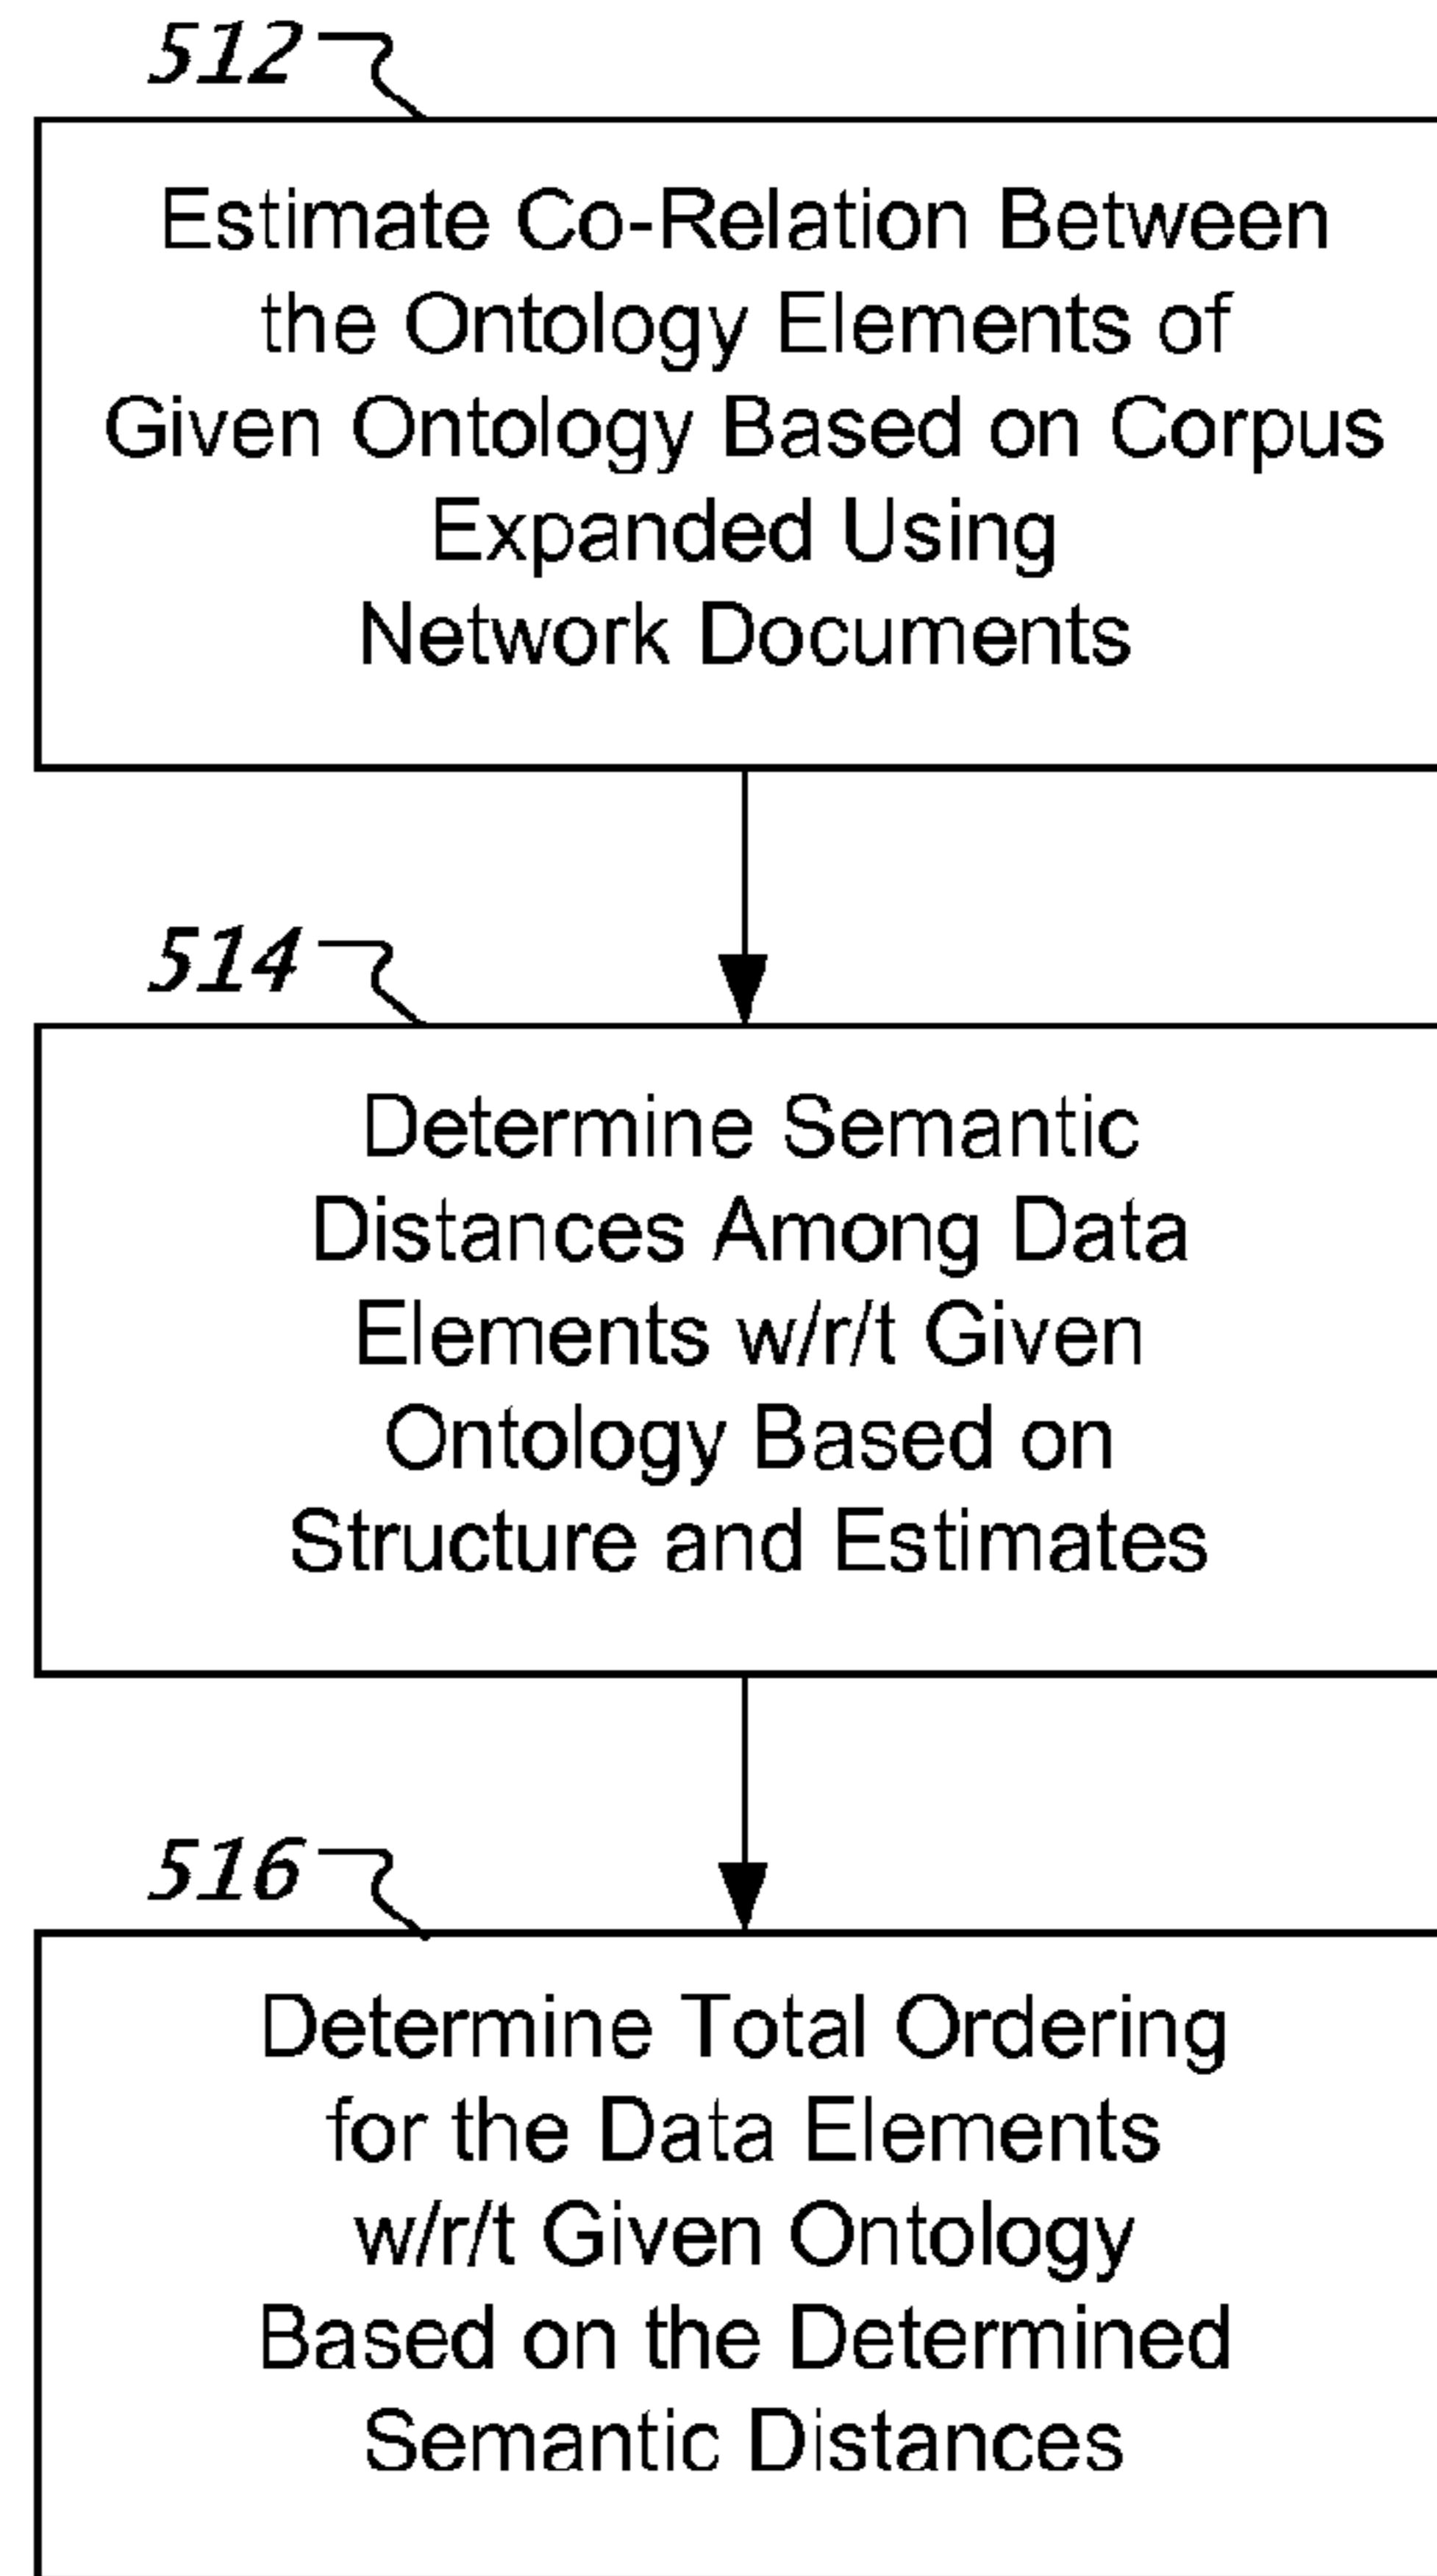 512
Estimate Co-Relation Between
the Ontology Elements of
Given Ontology Based on Corpus
Expanded Using
Network Documents
514
Determine Semantic
Distances Among Data
Elements w/r/t Given
Ontology Based on
Structure and Estimates
516
Determine Total Ordering
for the Data Elements
w/r/t Given Ontology
Based on the Determined
Semantic Distances